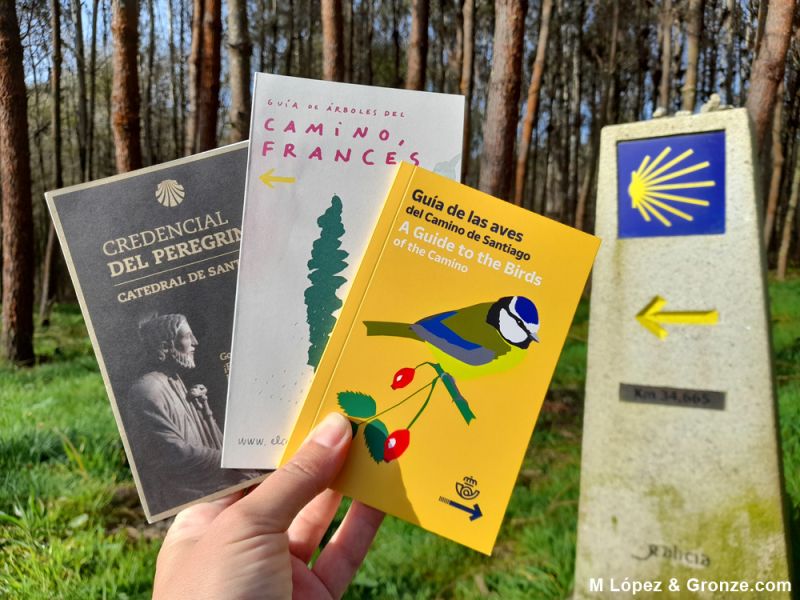 CREDENCIAL
DEL PEREGRIN
CATEDRAL DE SANT
GUÍA DE ÁRBOLES DEL
CAMINO,
FRANCÉS
www.
Guía de las aves
del Camino de Santiago
A Guide to the Birds
of the Camino
Km 34,665
galicia
M López & Gronze.com